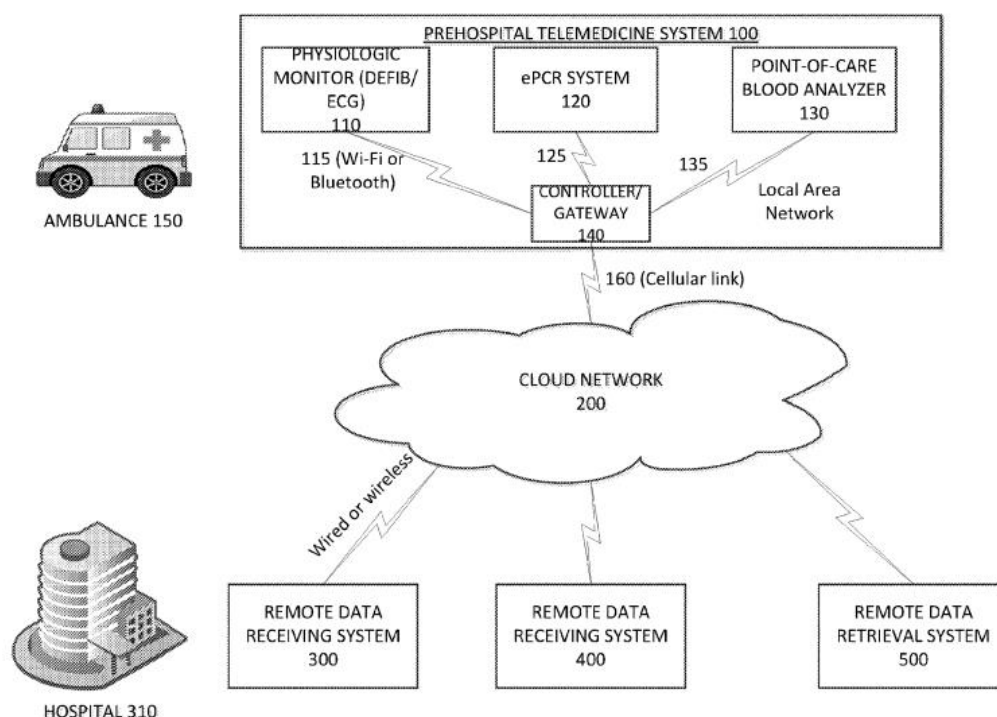 PREHOSPITAL TELEMEDICINE SYSTEM 100
PHYSIOLOGIC
MONITOR (DEFIB/
ECG)
110
ePCR SYSTEM
120
POINT-OF-CARE
BLOOD ANALYZER
130
115 (Wi-Fi or
Bluetooth)
125
135
AMBULANCE 150
CONTROLLER/
GATEWAY
140
Local Area
Network
160 (Cellular link)
CLOUD NETWORK
200
Wired or wireless
REMOTE DATA
RECEIVING SYSTEM
300
REMOTE DATA
RECEIVING SYSTEM
400
REMOTE DATA
RETRIEVAL SYSTEM
500
HOSPITAL 310